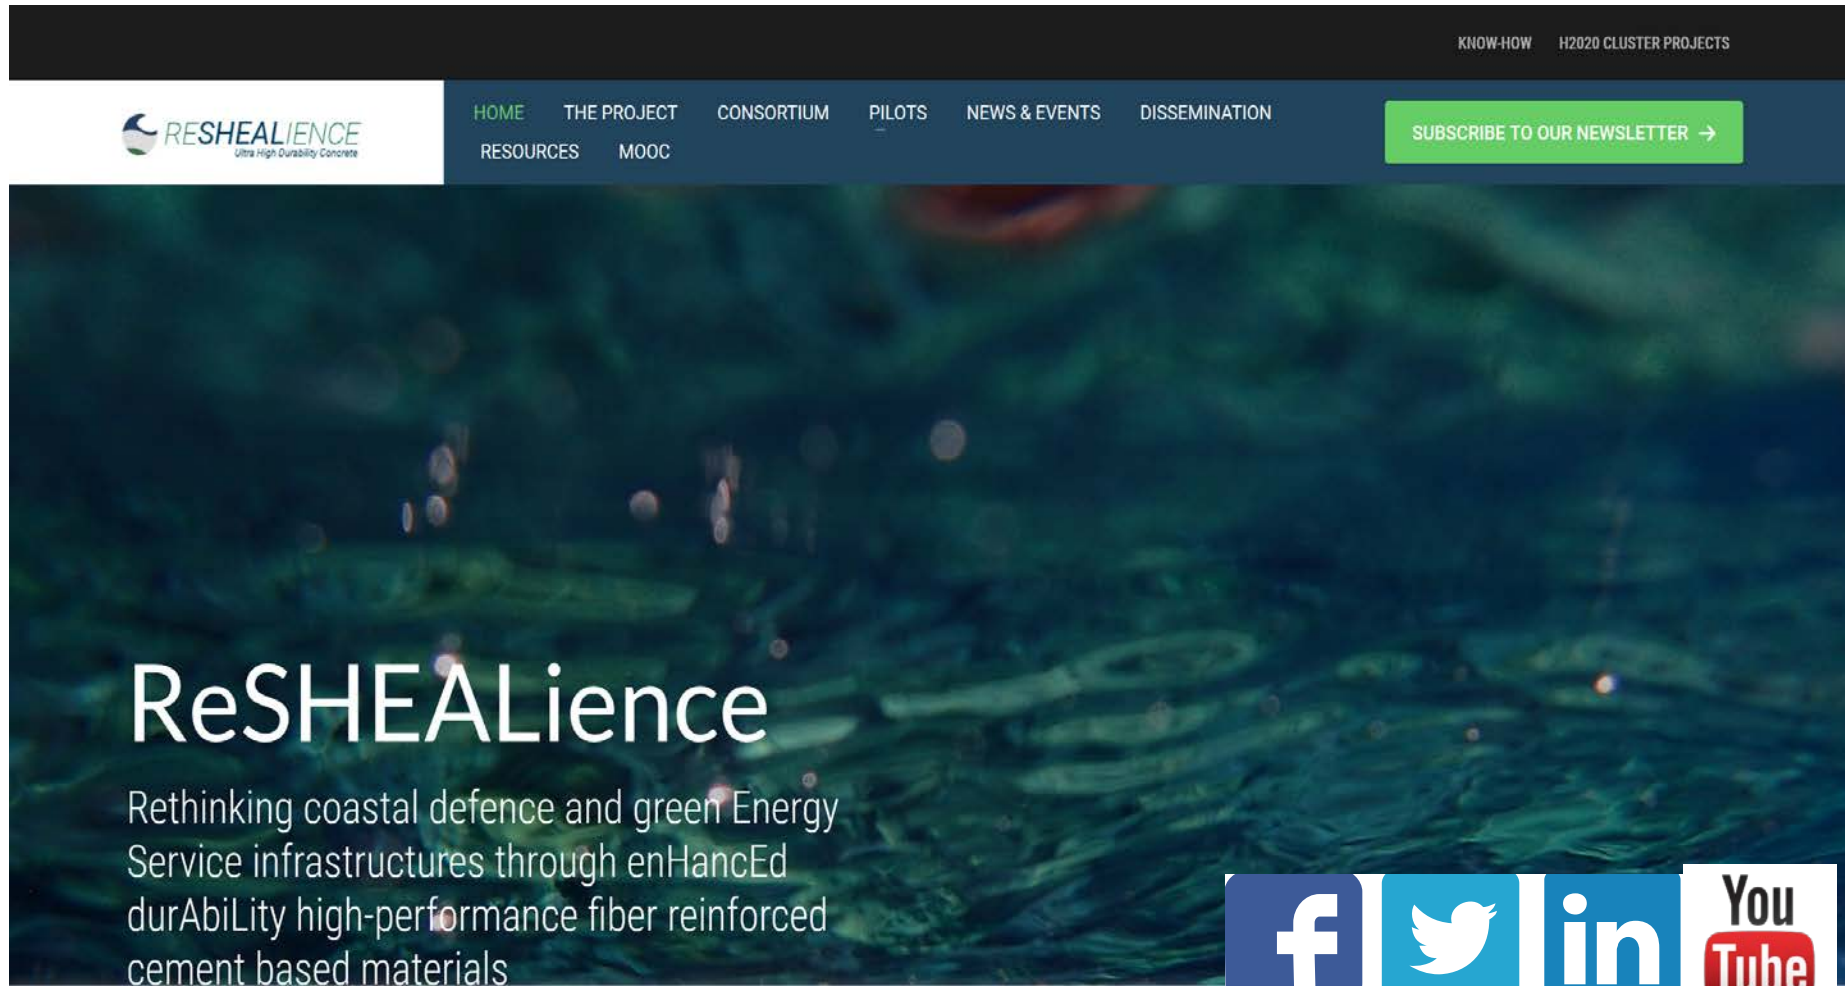 KNOW-HOW H2020 CLUSTER PROJECTS
RESHEALIENCE
Ultra High Durability Concrete
HOME THE PROJECT CONSORTIUM PILOTS NEWS & EVENTS DISSEMINATION
RESOURCES MOOC
SUBSCRIBE TO OUR NEWSLETTER →
ReSHEALience
Rethinking coastal defence and green Energy
Service infrastructures through enHancEd
durAbiLity high-performance fiber reinforced
cement based materials
f
in
You
Tube